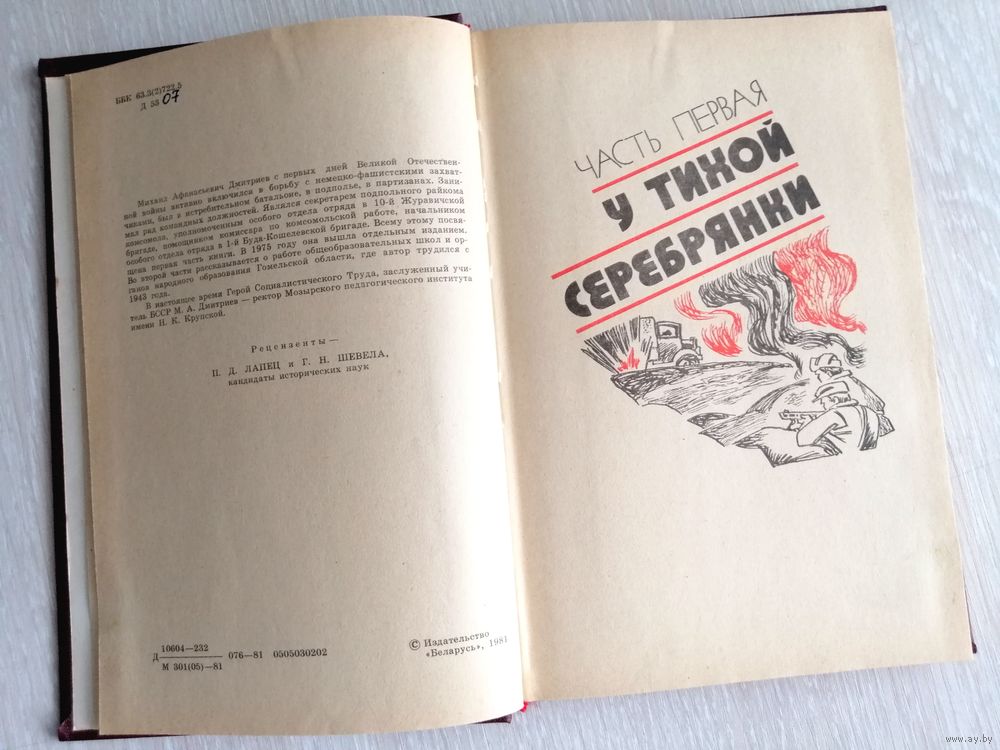 ББК 63.3(2)722.5
Д 53 07
Михаил Афанасьевич Дмитриев с первых дней Великой Отечествен-
ной войны активно включился в борьбу с немецко-фашистскими захват-
чиками, был в истребительном батальоне, в подполье, в партизанах. Зани-
мал ряд командных должностей. Являлся секретарем подпольного райкома
комсомола, уполномоченным особого отдела отряда в 10-й Журавичской
бригаде, помощником комиссара по комсомольской работе, начальником
особого отдела отряда в 1-й Буда-Кошелевской бригаде. Всему этому посвя-
щена первая часть книги. В 1975 году она вышла отдельным изданием.
Во второй части рассказывается о работе общеобразовательных школ и ор-
ганов народного образования Гомельской области, где автор трудился с
1943 года.
В настоящее время Герой Социалистического Труда, заслуженный учи-
тель БССР М. А. Дмитриев — ректор Мозырского педагогического института
имени Н. К. Крупской.
Рецензенты —
П. Д. ЛАПЕЦ и Г. Н. ШЕВЕЛА,
кандидаты исторических наук
Д 10604—232
М 301(05)—81 076—81 0505030202
© Издательство
«Беларусь», 1981
ЧАСТЬ ПЕРВАЯ
У ТИХОЙ
СЕРЕБРЯНКИ
www.ay.by